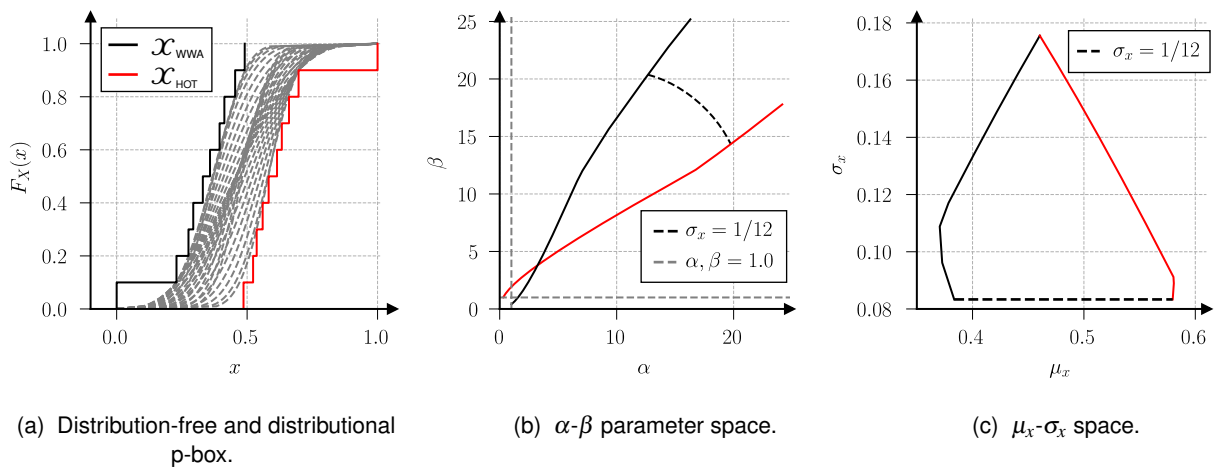 1.0
0.8
0.6
0.4
0.2
0.0
F_X(x)
𝒳_WWA
𝒳_HOT
0.0 0.5 1.0
x
(a) Distribution-free and distributional
p-box.
25
20
15
10
5
0
β
σ_x = 1/12
α, β = 1.0
0 10 20
α
(b) α-β parameter space.
0.18
0.16
0.14
0.12
0.10
0.08
σ_x
σ_x = 1/12
0.4 0.5 0.6
μ_x
(c) μ_x-σ_x space.